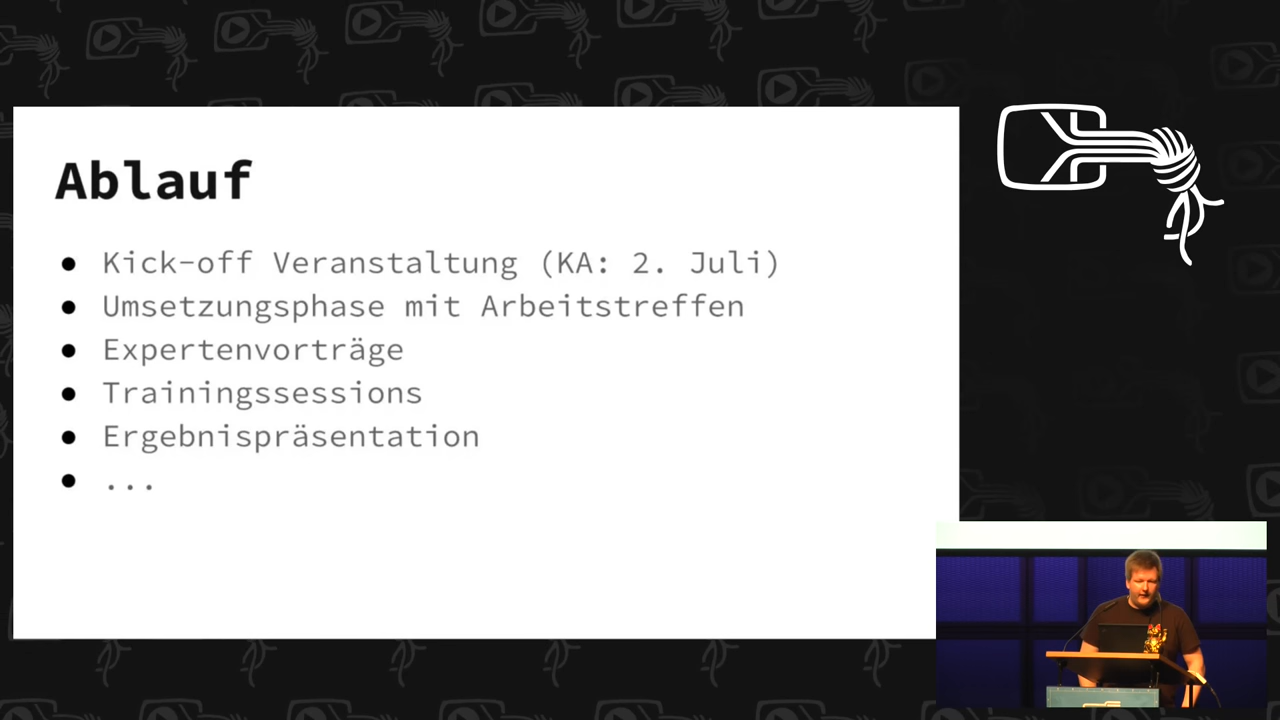 Ablauf
● Kick-off Veranstaltung (KA: 2. Juli)
● Umsetzungsphase mit Arbeitstreffen
● Expertenvorträge
● Trainingssessions
● Ergebnispräsentation
● ...